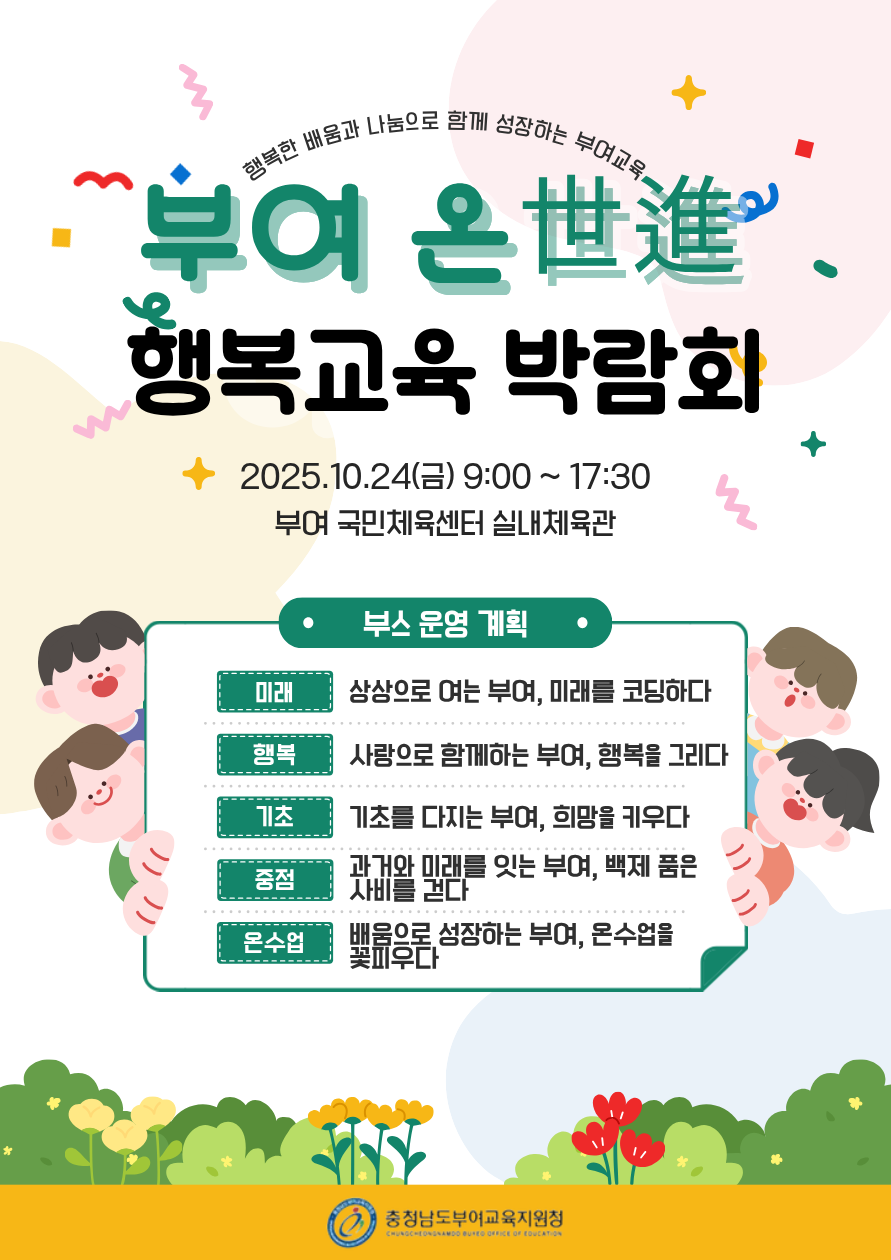 행복한 배움과 나눔으로 함께 성장하는 부여교육
부여 온世進
행복교육 박람회
2025.10.24(금) 9:00 ~ 17:30
부여 국민체육센터 실내체육관
부스 운영 계획
미래 상상으로 여는 부여, 미래를 코딩하다
행복 사랑으로 함께하는 부여, 행복을 그리다
기초 기초를 다지는 부여, 희망을 키우다
중점 과거와 미래를 잇는 부여, 백제 품은
사비를 걷다
온수업 배움으로 성장하는 부여, 온수업을
꽃피우다
충청남도부여교육지원청
CHUNGCHEONGNAMDO BUYEO OFFICE OF EDUCATION